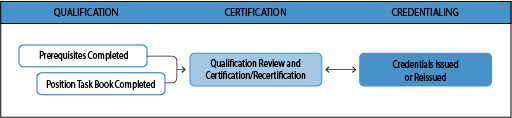 QUALIFICATION
CERTIFICATION
CREDENTIALING
Prerequisites Completed
Position Task Book Completed
Qualification Review and
Certification/Recertification
Credentials Issued
or Reissued